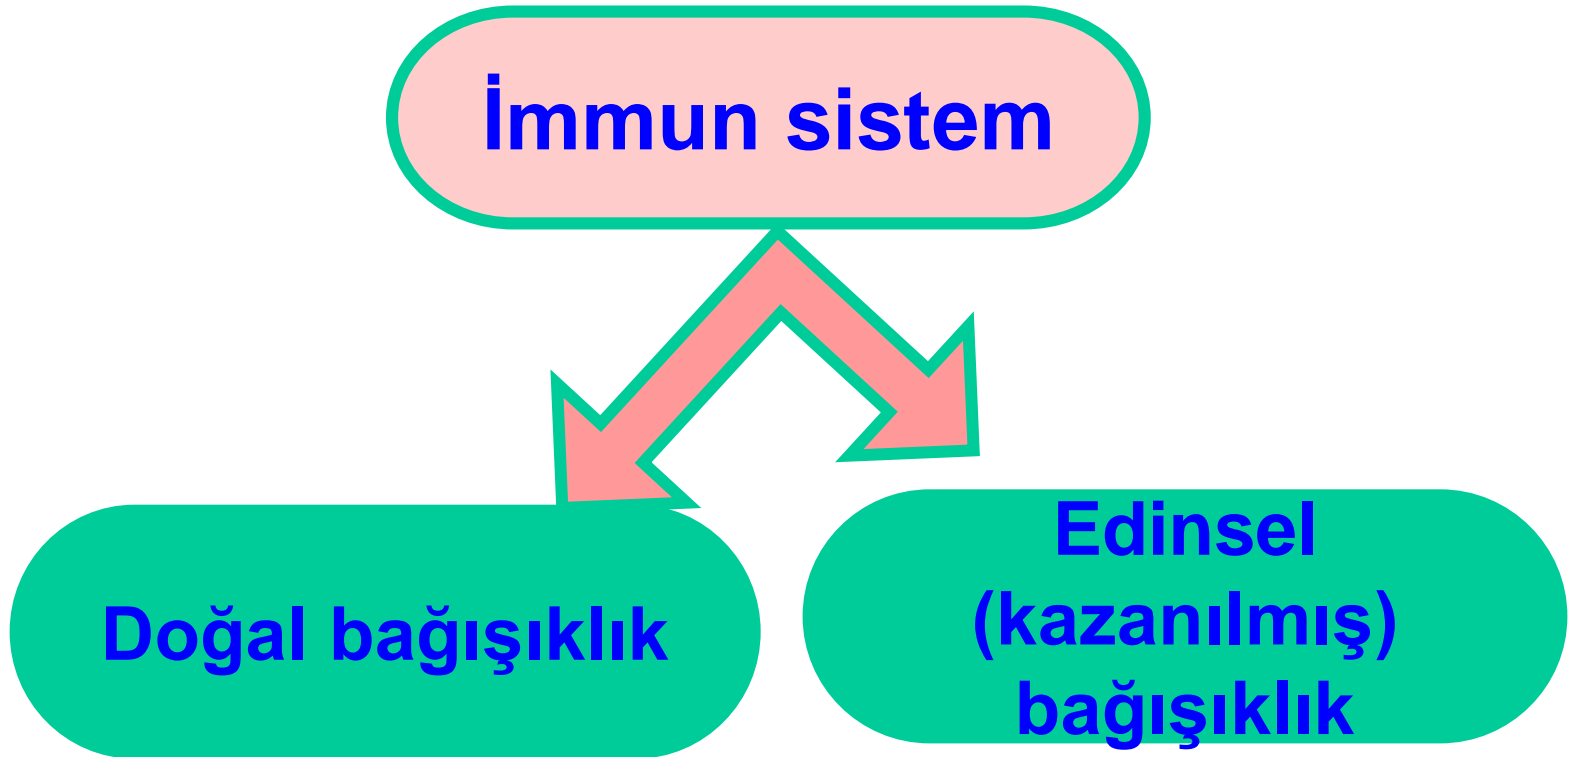 İmmun sistem
Doğal bağışıklık
Edinsel
(kazanılmış)
bağışıklık